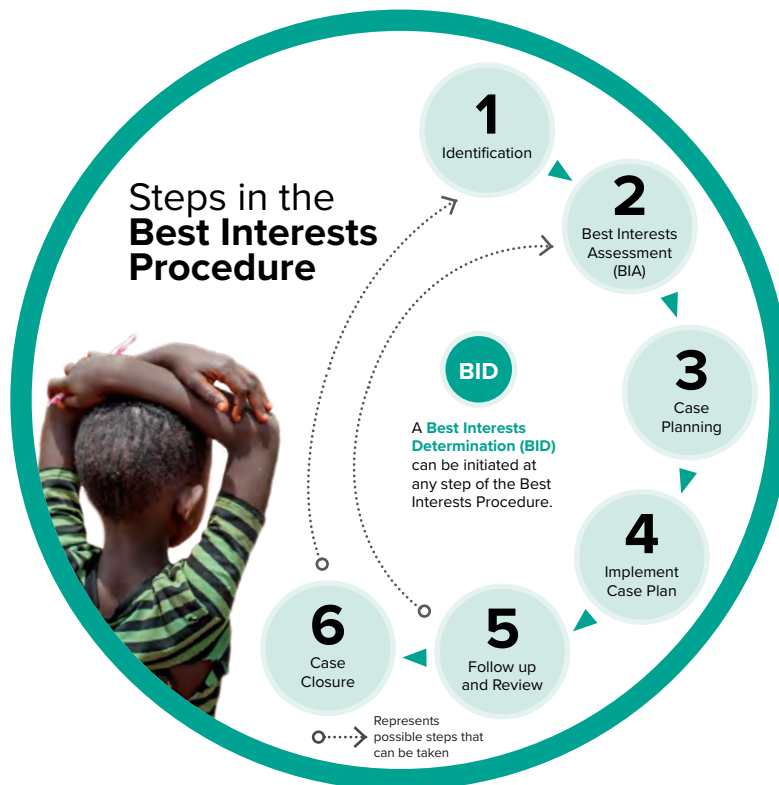 Steps in the
Best Interests
Procedure
1
Identification
2
Best Interests
Assessment
(BIA)
3
Case
Planning
4
Implement
Case Plan
5
Follow up
and Review
6
Case
Closure
BID
A Best Interests
Determination (BID)
can be initiated at
any step of the Best
Interests Procedure.
Represents
possible steps that
can be taken